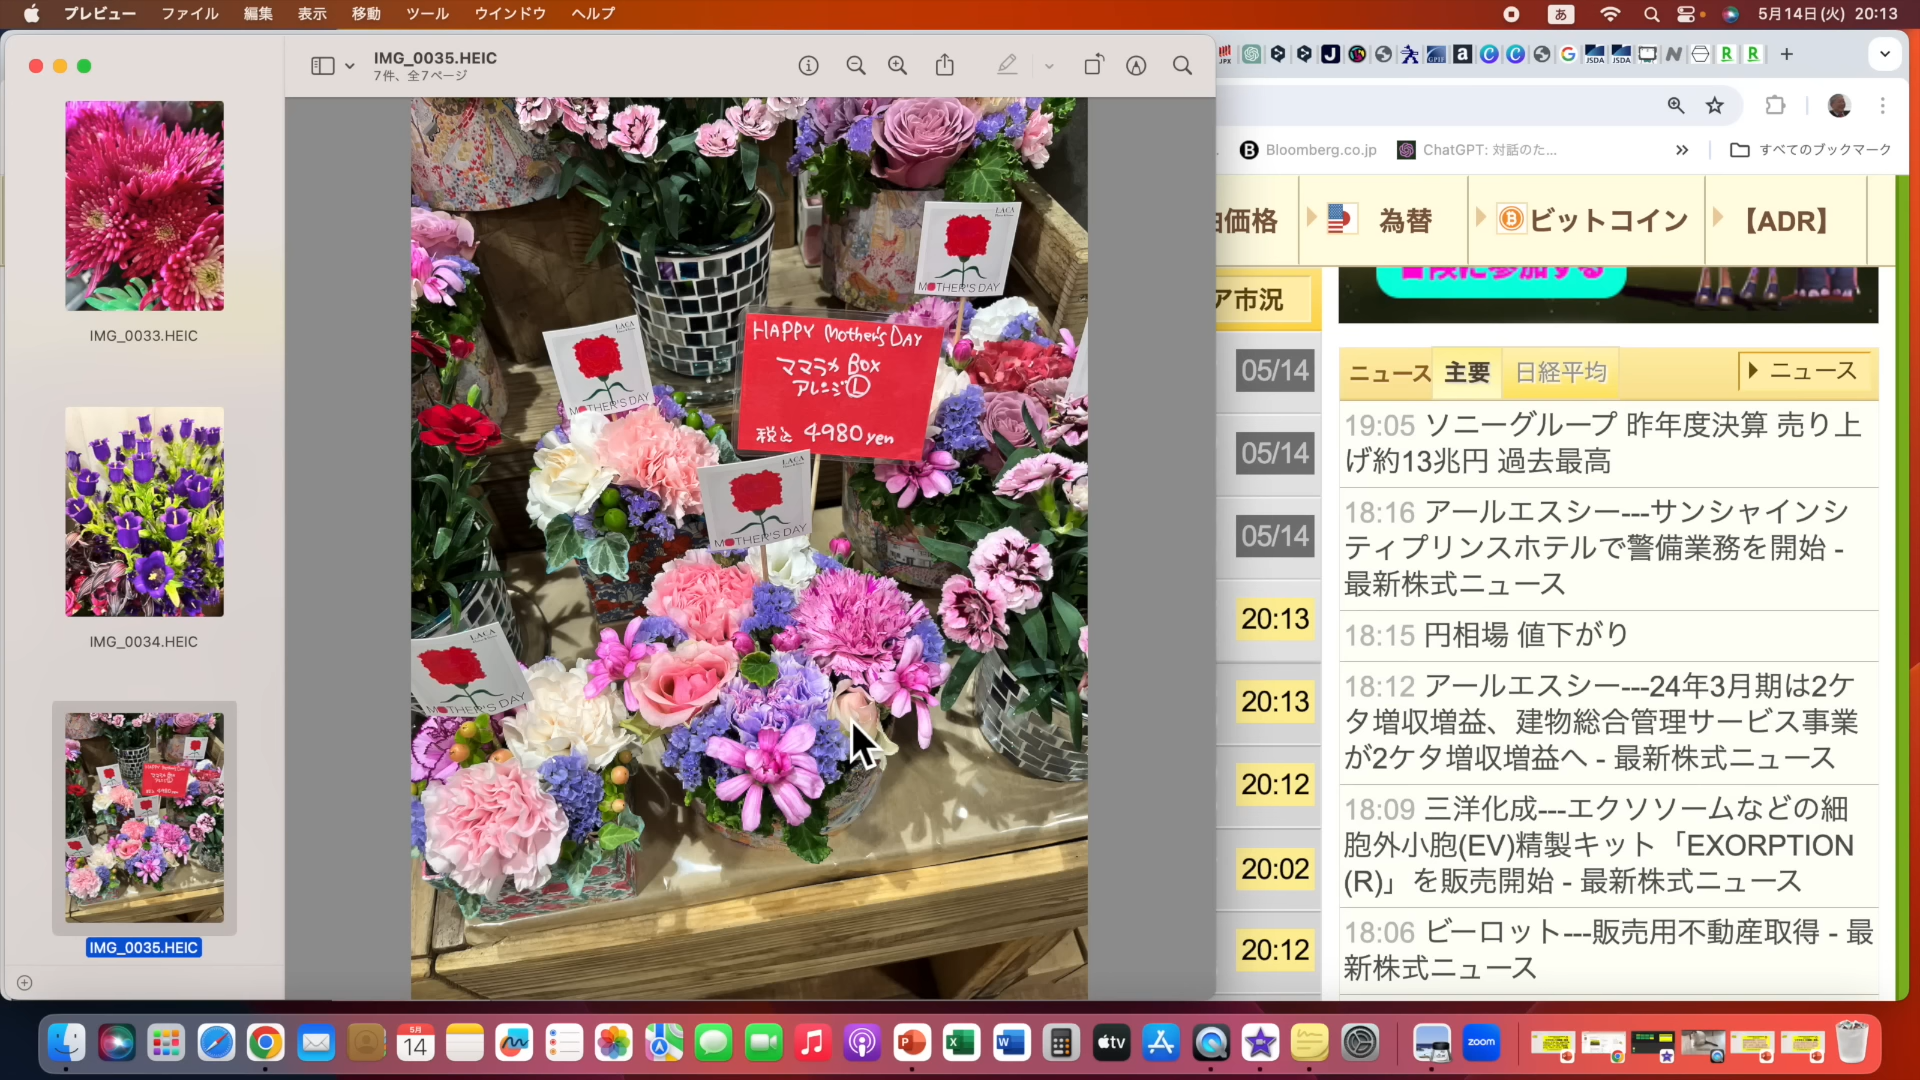 プレビュー ファイル 編集 表示 移動 ツール ウインドウ ヘルプ
あ 5月14日(火) 20:13
IMG_0035.HEIC
7件、全7ページ
IMG_0033.HEIC
IMG_0034.HEIC
IMG_0035.HEIC
LACA
MOTHER'S DAY
LACA
MOTHER'S DAY
HAPPY Mother's DAY
ママラカ BOX
アレンジ Ⓛ
税込 4980 yen
LACA
MOTHER'S DAY
LACA
MOTHER'S DAY
Bloomberg.co.jp ChatGPT: 対話のた... すべてのブックマーク
価格 為替 ビットコイン 【ADR】
ア市況
05/14
05/14
05/14
20:13
20:13
20:12
20:02
20:12
ニュース 主要 日経平均 ニュース
19:05 ソニーグループ 昨年度決算 売り上
げ約13兆円 過去最高
18:16 アールエスシー---サンシャインシ
ティプリンスホテルで警備業務を開始 -
最新株式ニュース
18:15 円相場 値下がり
18:12 アールエスシー---24年3月期は2ケ
タ増収増益、建物総合管理サービス事業
が2ケタ増収増益へ - 最新株式ニュース
18:09 三洋化成---エクソソームなどの細
胞外小胞(EV)精製キット「EXORPTION
(R)」を販売開始 - 最新株式ニュース
18:06 ビーロット---販売用不動産取得 - 最
新株式ニュース
5月
14
tv
zoom